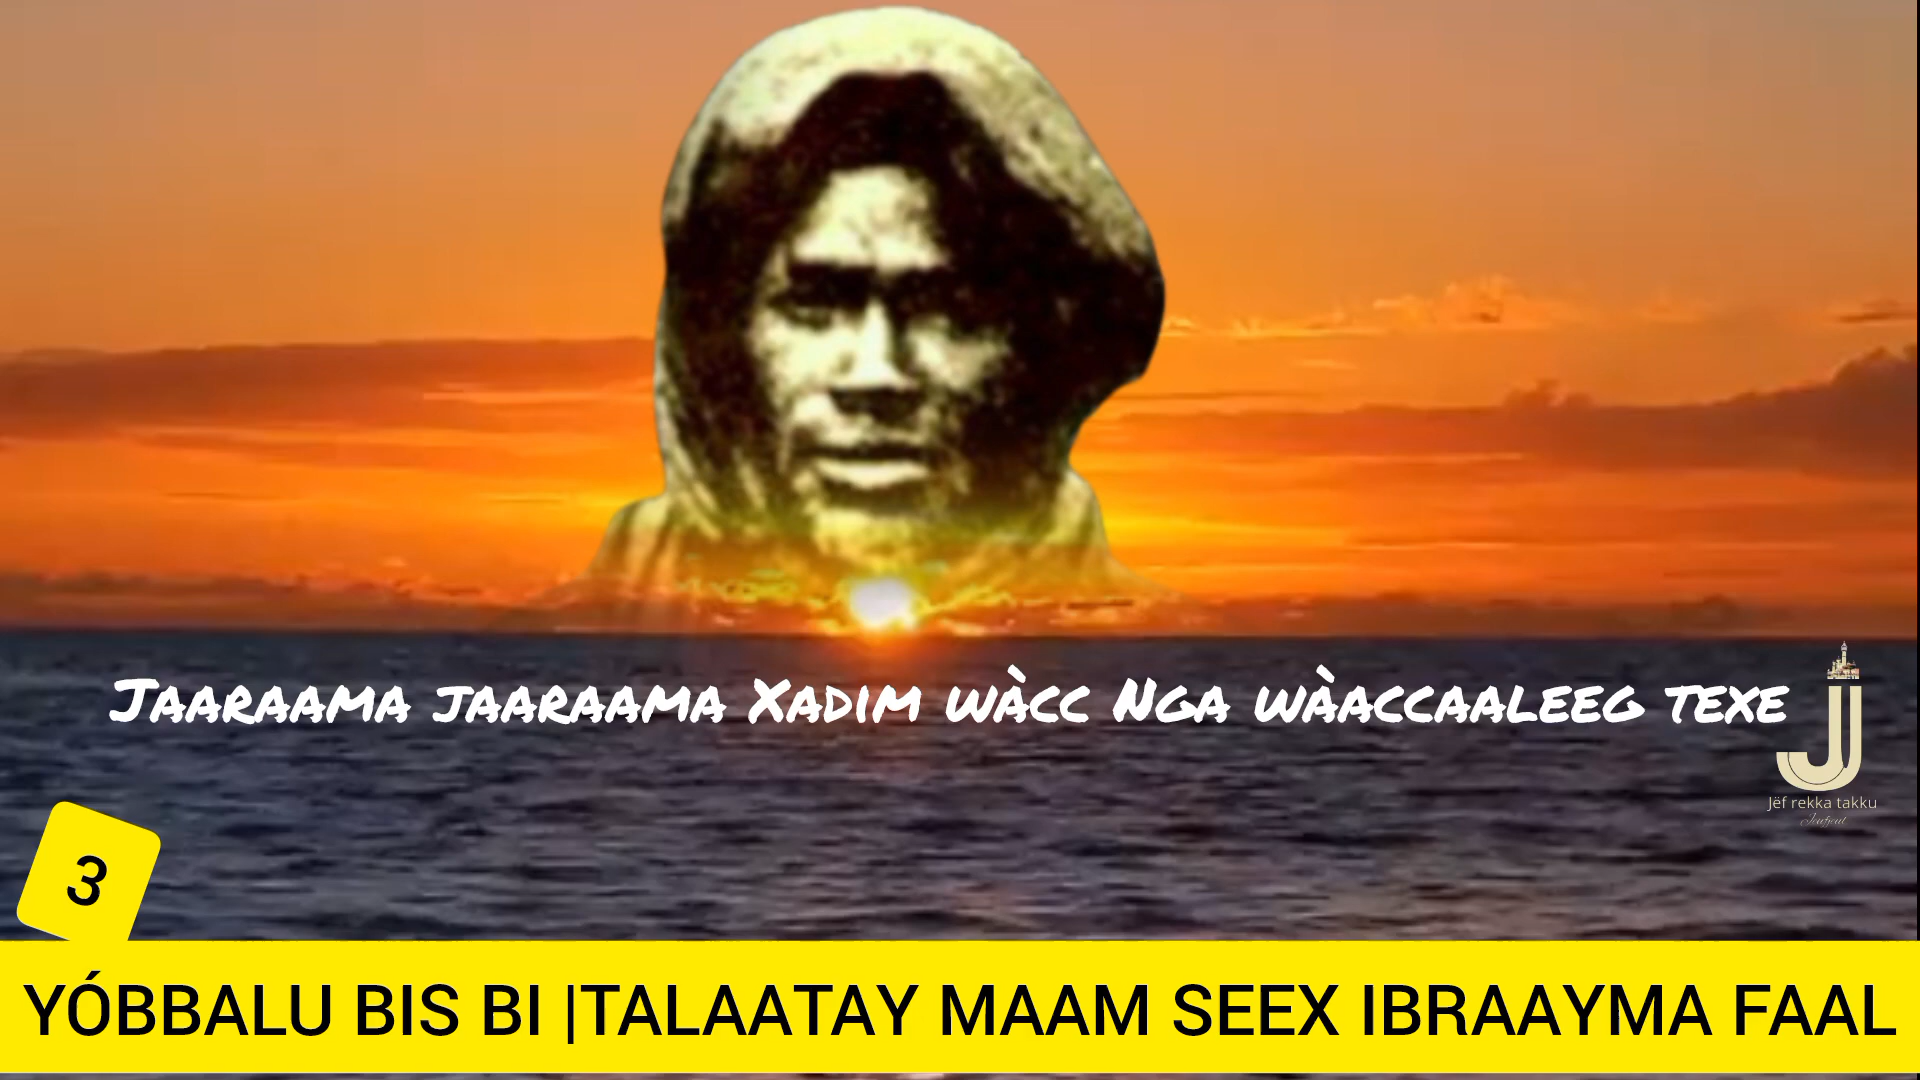 Jaaraama jaaraama Xadim wàcc Nga wàaccaaleeg texe
Jëf rekka takku
3
YÓBBALU BIS BI |TALAATAY MAAM SEEX IBRAAYMA FAAL